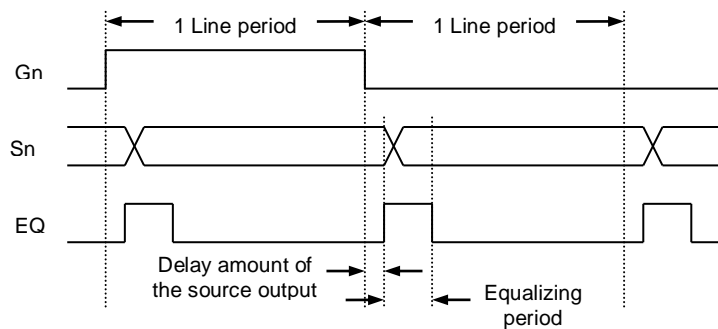 1 Line period
1 Line period
Gn
Sn
EQ
Delay amount of
the source output
Equalizing
period